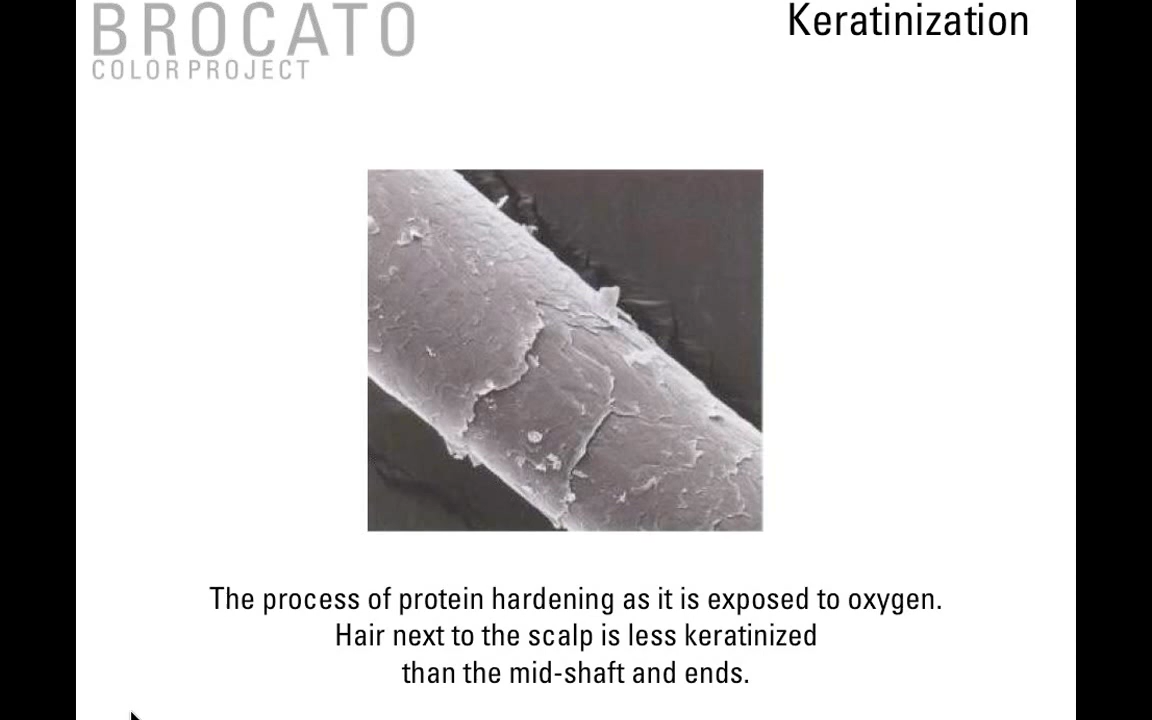 BROCATO
COLOR PROJECT
Keratinization
The process of protein hardening as it is exposed to oxygen.
Hair next to the scalp is less keratinized
than the mid-shaft and ends.